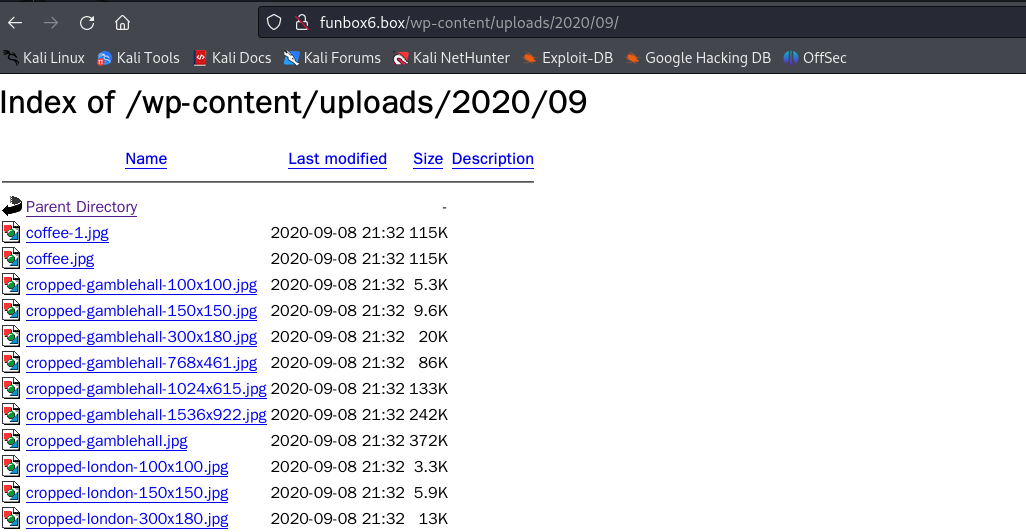 funbox6.box/wp-content/uploads/2020/09/
Kali Linux Kali Tools Kali Docs Kali Forums Kali NetHunter Exploit-DB Google Hacking DB OffSec
Index of /wp-content/uploads/2020/09
Name Last modified Size Description
Parent Directory -
coffee-1.jpg 2020-09-08 21:32 115K
coffee.jpg 2020-09-08 21:32 115K
cropped-gamblehall-100x100.jpg 2020-09-08 21:32 5.3K
cropped-gamblehall-150x150.jpg 2020-09-08 21:32 9.6K
cropped-gamblehall-300x180.jpg 2020-09-08 21:32 20K
cropped-gamblehall-768x461.jpg 2020-09-08 21:32 86K
cropped-gamblehall-1024x615.jpg 2020-09-08 21:32 133K
cropped-gamblehall-1536x922.jpg 2020-09-08 21:32 242K
cropped-gamblehall.jpg 2020-09-08 21:32 372K
cropped-london-100x100.jpg 2020-09-08 21:32 3.3K
cropped-london-150x150.jpg 2020-09-08 21:32 5.9K
cropped-london-300x180.jpg 2020-09-08 21:32 13K